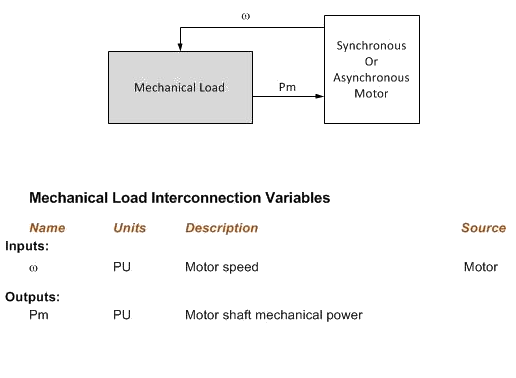 ω
Synchronous
Or
Asynchronous
Motor
Mechanical Load
Pm
Mechanical Load Interconnection Variables
Name Units Description Source
Inputs:
ω PU Motor speed Motor
Outputs:
Pm PU Motor shaft mechanical power